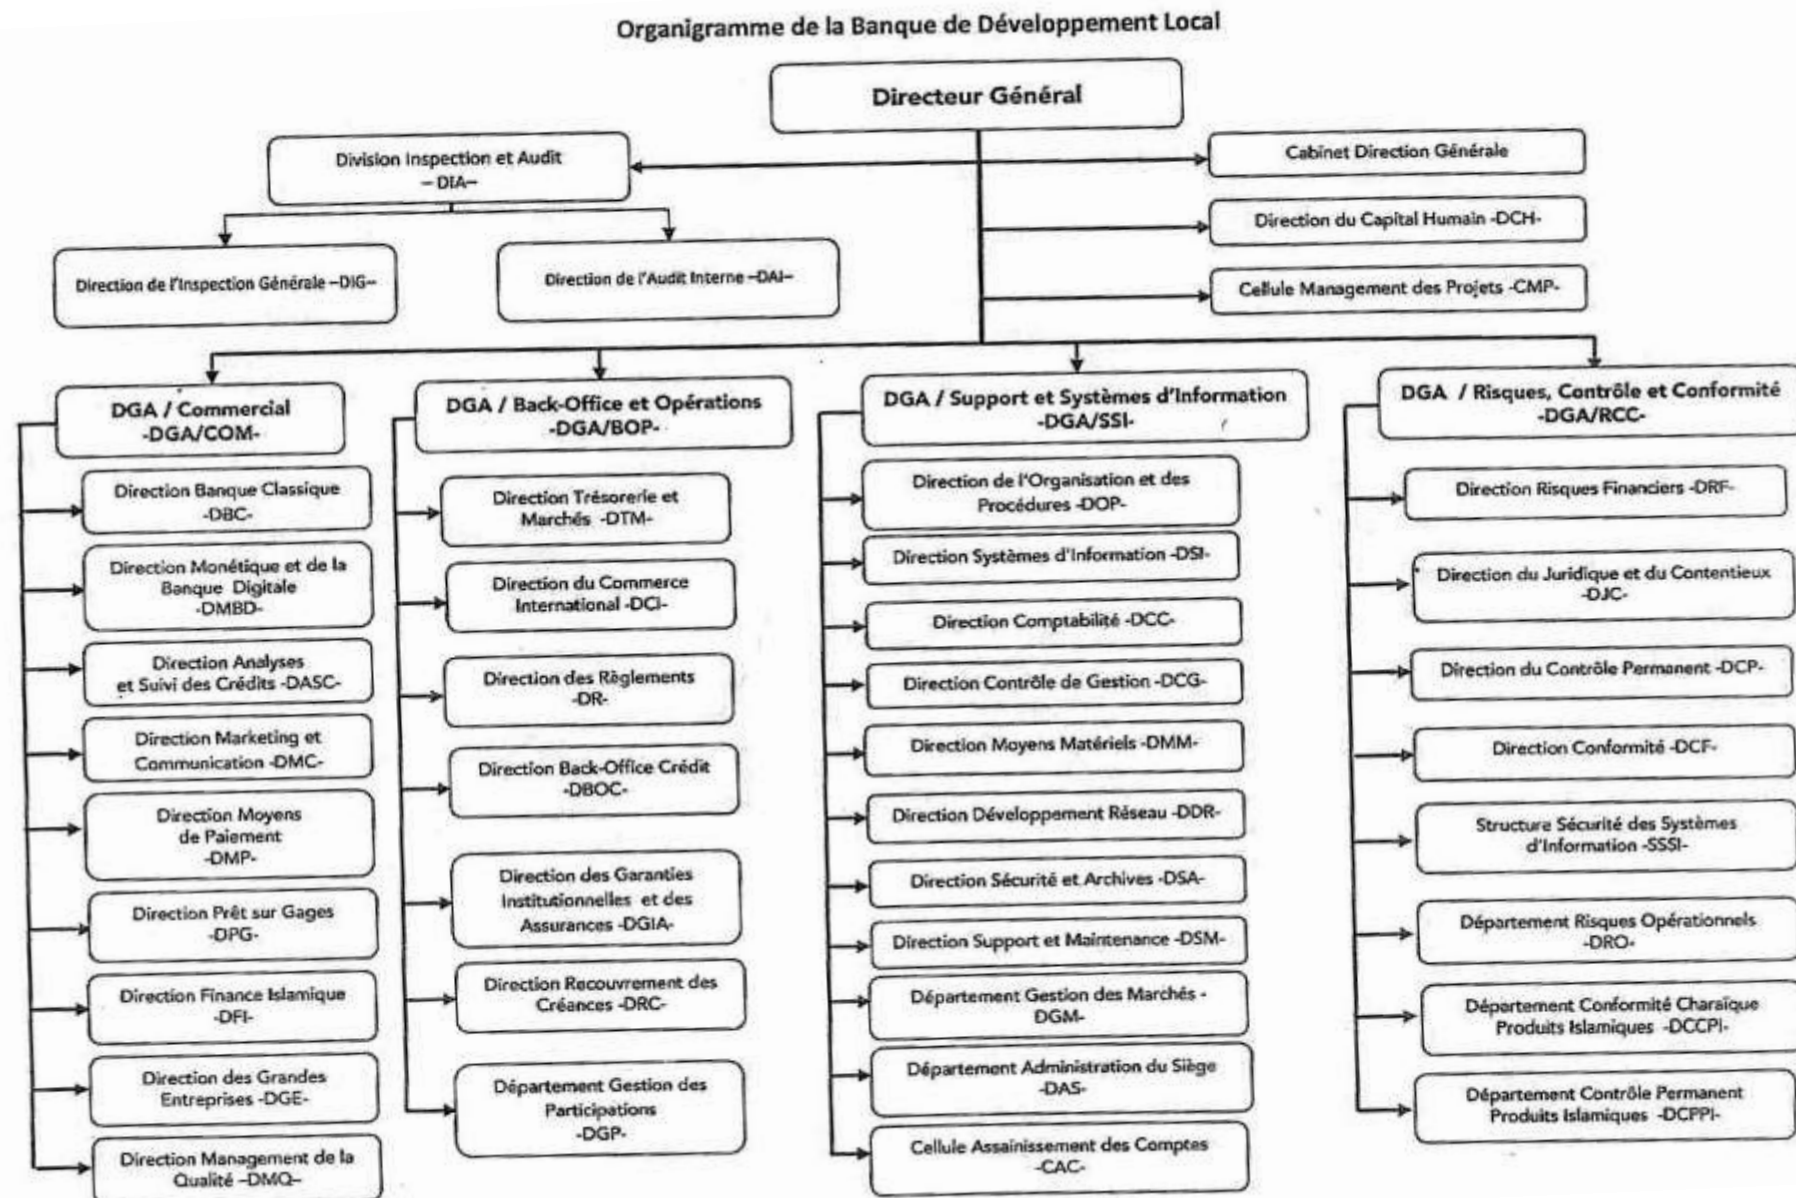 Organigramme de la Banque de Développement Local
Directeur Général
Division Inspection et Audit
– DIA–
Cabinet Direction Générale
Direction du Capital Humain -DCH-
Cellule Management des Projets -CMP-
Direction de l'Inspection Générale –DIG–
Direction de l'Audit Interne –DAI–
DGA / Commercial
-DGA/COM-
Direction Banque Classique
-DBC-
Direction Monétique et de la
Banque Digitale
-DMBD-
Direction Analyses
et Suivi des Crédits -DASC-
Direction Marketing et
Communication -DMC-
Direction Moyens
de Paiement
-DMP-
Direction Prêt sur Gages
-DPG-
Direction Finance Islamique
-DFI-
Direction des Grandes
Entreprises -DGE-
Direction Management de la
Qualité –DMQ–
DGA / Back-Office et Opérations
-DGA/BOP-
Direction Trésorerie et
Marchés -DTM-
Direction du Commerce
International -DCI-
Direction des Règlements
-DR-
Direction Back-Office Crédit
-DBOC-
Direction des Garanties
Institutionnelles et des
Assurances -DGIA-
Direction Recouvrement des
Créances -DRC-
Département Gestion des
Participations
-DGP-
DGA / Support et Systèmes d'Information
-DGA/SSI-
Direction de l'Organisation et des
Procédures -DOP-
Direction Systèmes d'Information -DSI-
Direction Comptabilité -DCC-
Direction Contrôle de Gestion -DCG-
Direction Moyens Matériels -DMM-
Direction Développement Réseau -DDR-
Direction Sécurité et Archives -DSA-
Direction Support et Maintenance -DSM-
Département Gestion des Marchés -
DGM-
Département Administration du Siège
-DAS-
Cellule Assainissement des Comptes
-CAC-
DGA / Risques, Contrôle et Conformité
-DGA/RCC-
Direction Risques Financiers -DRF-
Direction du Juridique et du Contentieux
-DJC-
Direction du Contrôle Permanent -DCP-
Direction Conformité -DCF-
Structure Sécurité des Systèmes
d'Information -SSSI-
Département Risques Opérationnels
-DRO-
Département Conformité Charaïque
Produits Islamiques -DCCPI-
Département Contrôle Permanent
Produits Islamiques -DCPPI-